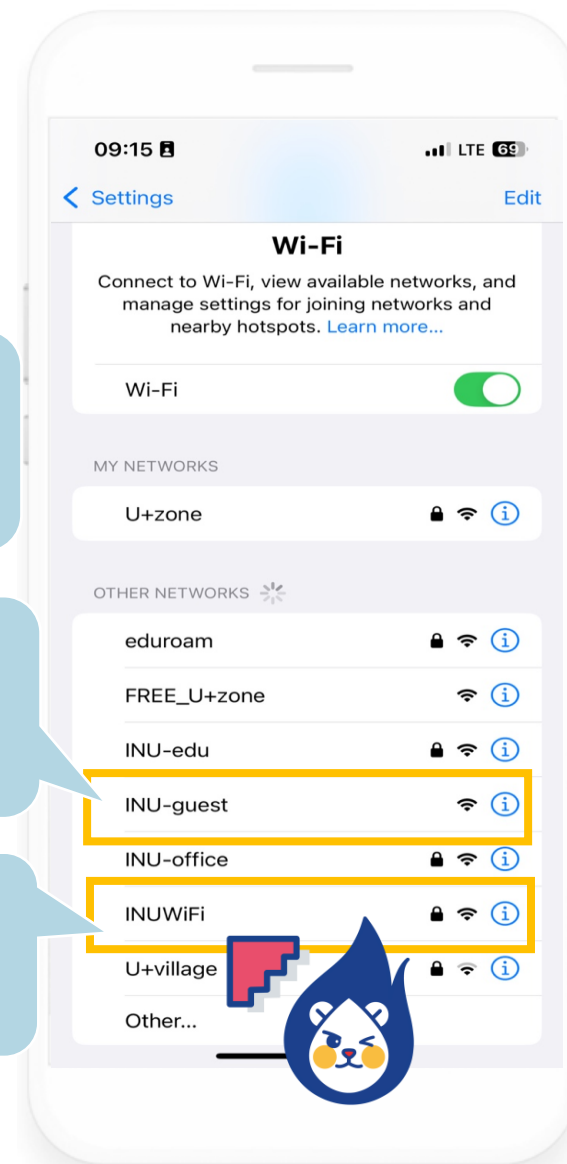 09:15
LTE 69
Settings
Edit
Wi-Fi
Connect to Wi-Fi, view available networks, and
manage settings for joining networks and
nearby hotspots. Learn more...
Wi-Fi
MY NETWORKS
U+zone
OTHER NETWORKS
eduroam
FREE_U+zone
INU-edu
INU-guest
INU-office
INUWiFi
U+village
Other...